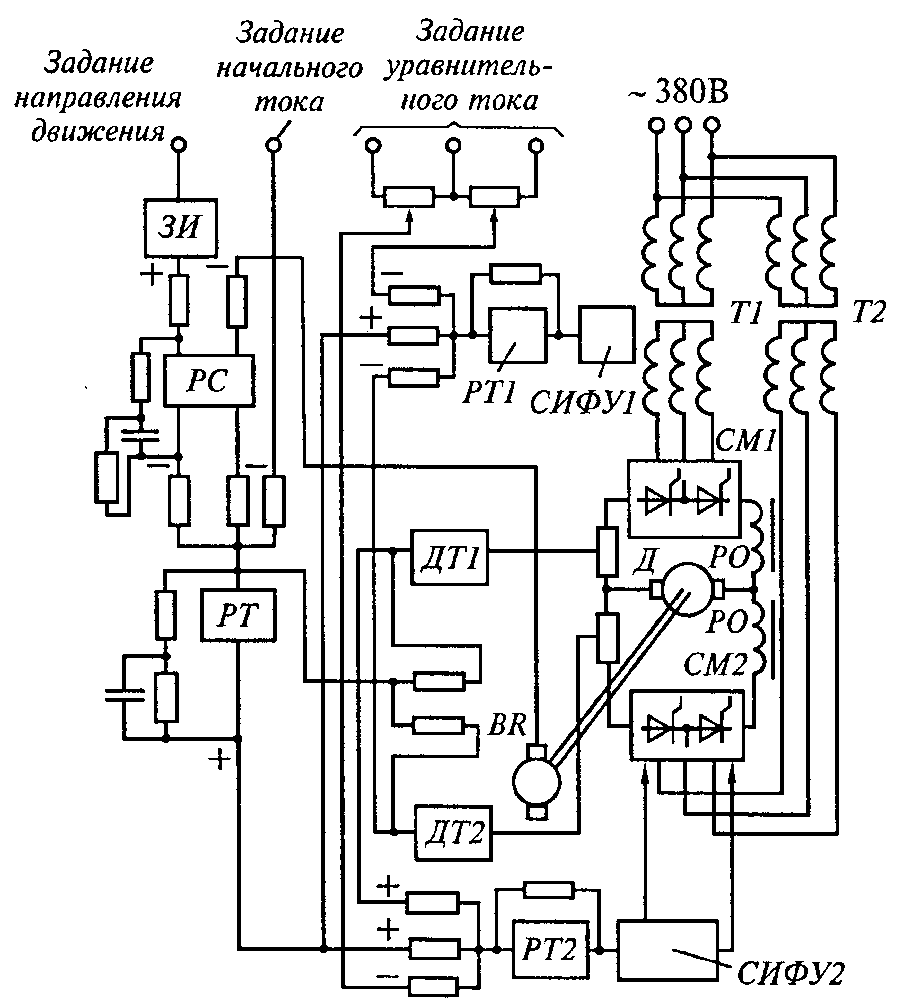 Задание
направления
движения
Задание
начального
тока
Задание
уравнитель-
ного тока
~ 380В
ЗИ
+
−
−
+
−
РС
РТ1
СИФУ1
Т1
Т2
СМ1
−
−
ДТ1
Д
РО
РТ
РО
СМ2
BR
+
ДТ2
+
+
−
РТ2
СИФУ2